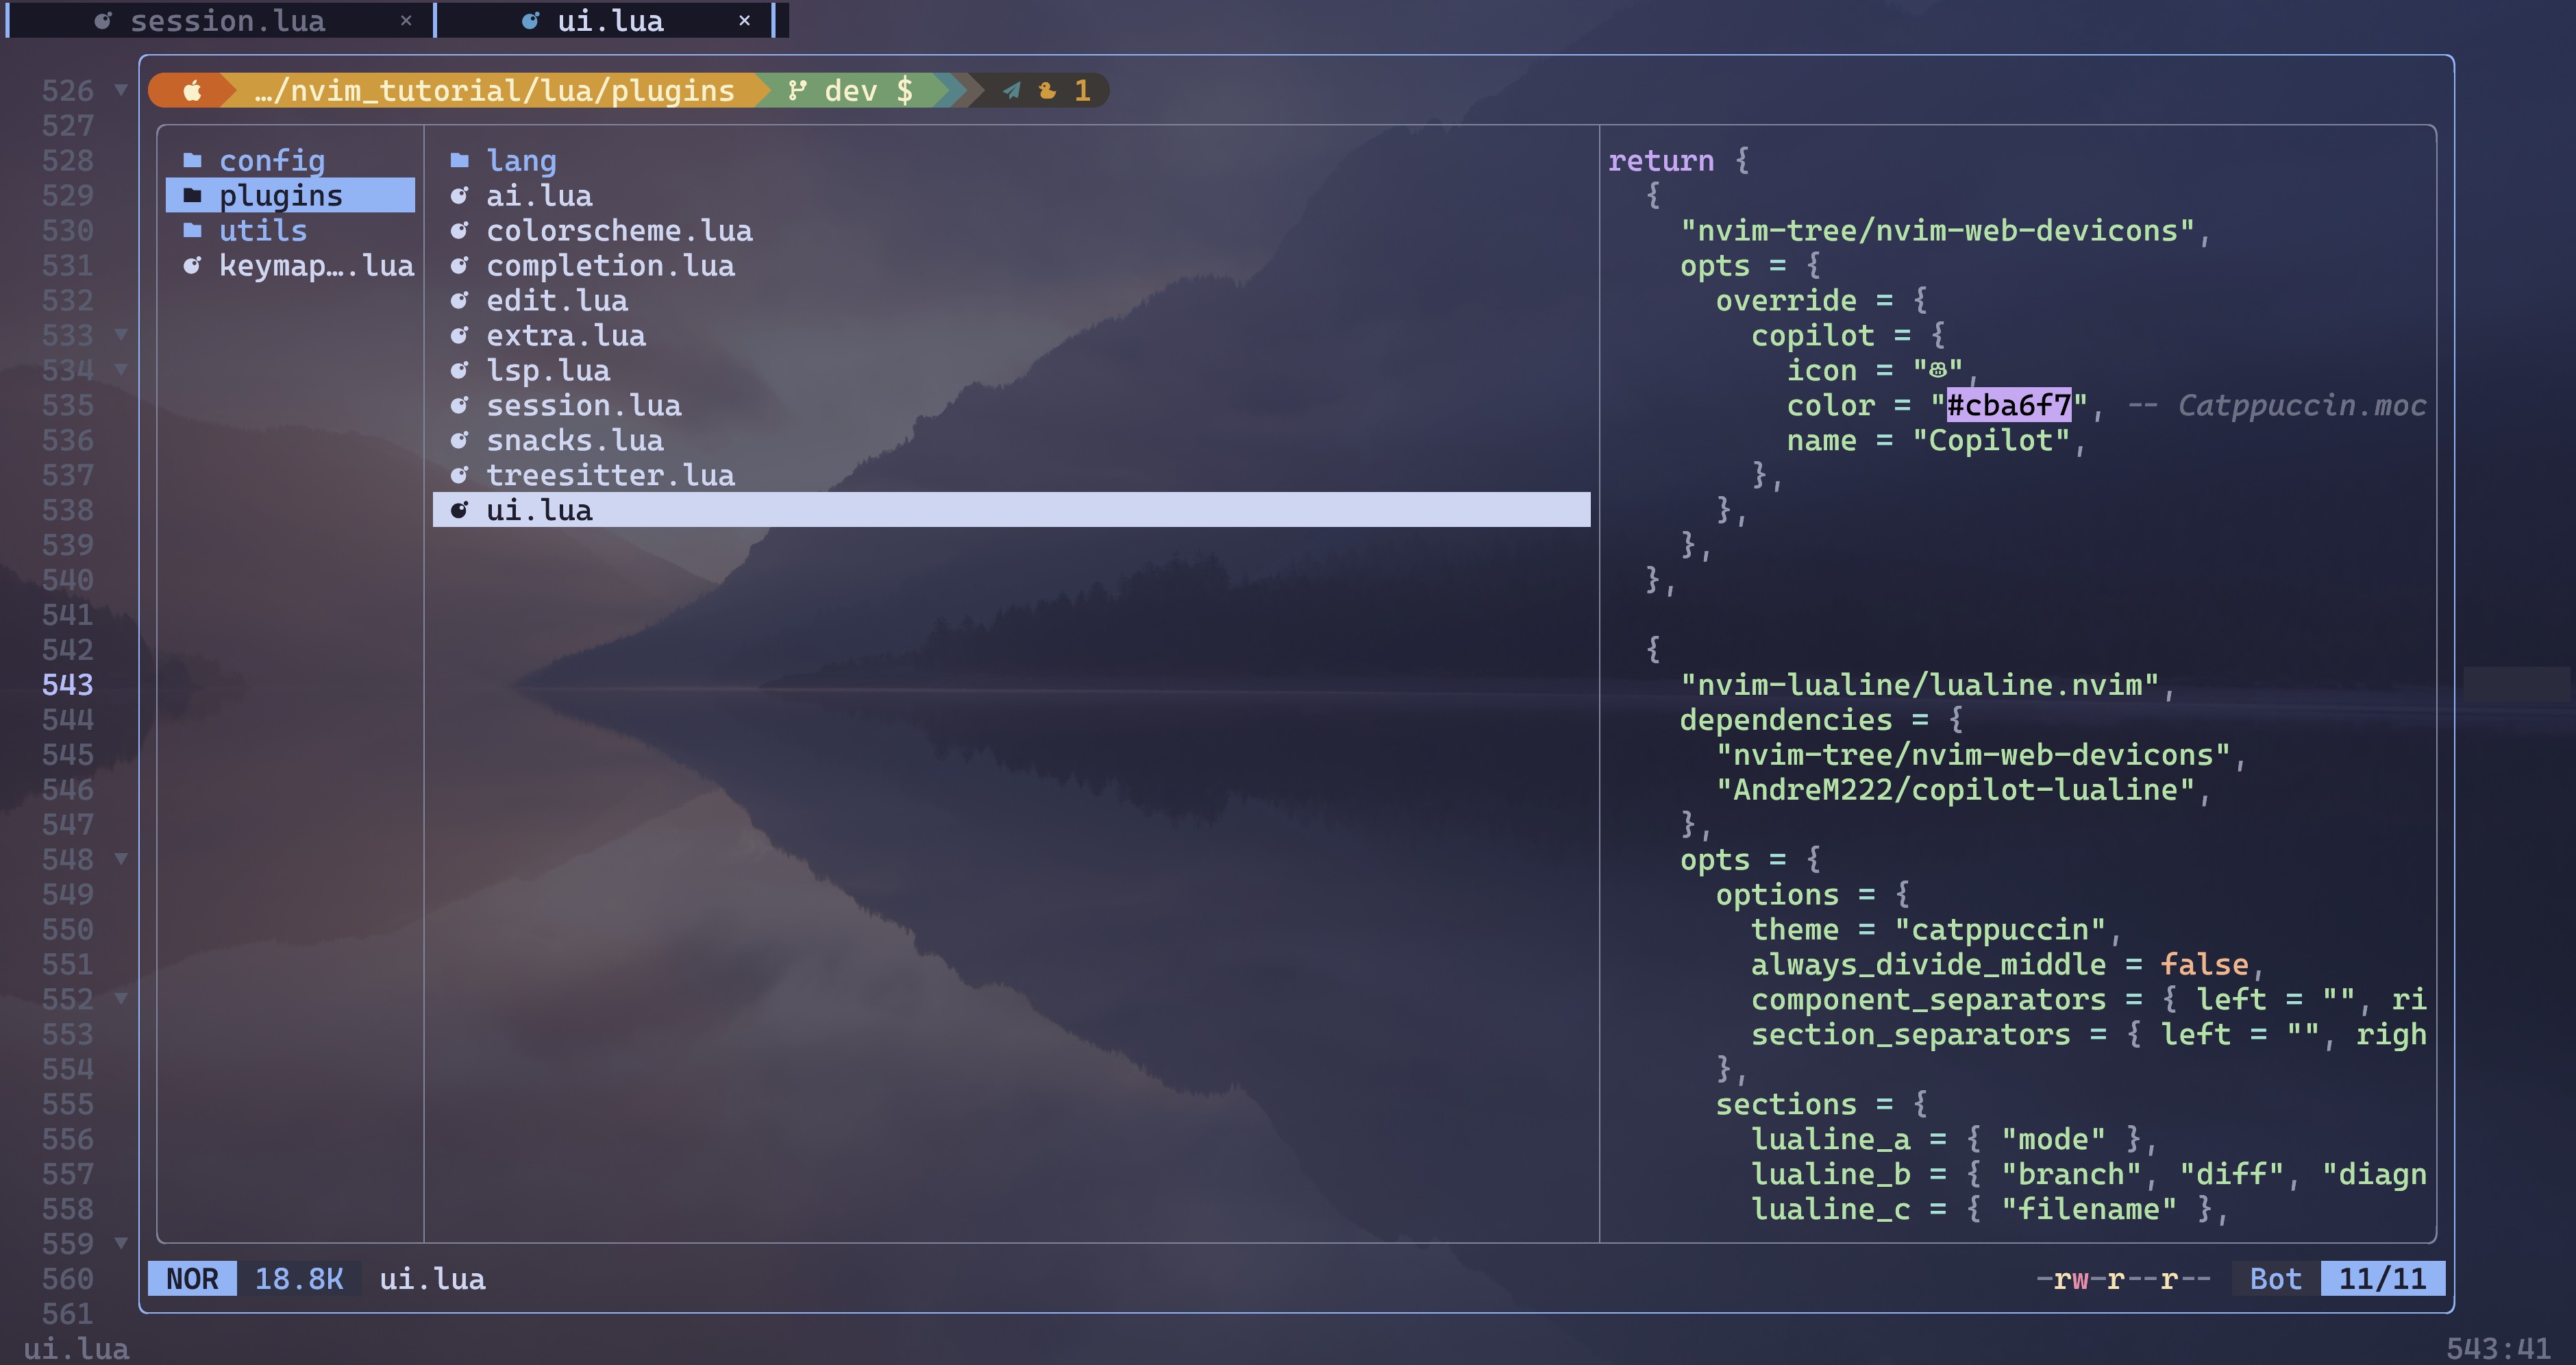 session.lua × ui.lua ×
…/nvim_tutorial/lua/plugins dev $ 1
526
527
528
529
530
531
532
533
534
535
536
537
538
539
540
541
542
543
544
545
546
547
548
549
550
551
552
553
554
555
556
557
558
559
560
561
config
plugins
utils
keymap….lua
lang
ai.lua
colorscheme.lua
completion.lua
edit.lua
extra.lua
lsp.lua
session.lua
snacks.lua
treesitter.lua
ui.lua
return {
{
"nvim-tree/nvim-web-devicons",
opts = {
override = {
copilot = {
icon = "",
color = "#cba6f7", -- Catppuccin.moc
name = "Copilot",
},
},
},
},
{
"nvim-lualine/lualine.nvim",
dependencies = {
"nvim-tree/nvim-web-devicons",
"AndreM222/copilot-lualine",
},
opts = {
options = {
theme = "catppuccin",
always_divide_middle = false,
component_separators = { left = "", ri
section_separators = { left = "", righ
},
sections = {
lualine_a = { "mode" },
lualine_b = { "branch", "diff", "diagn
lualine_c = { "filename" },
NOR 18.8K ui.lua -rw-r--r-- Bot 11/11
ui.lua 543:41